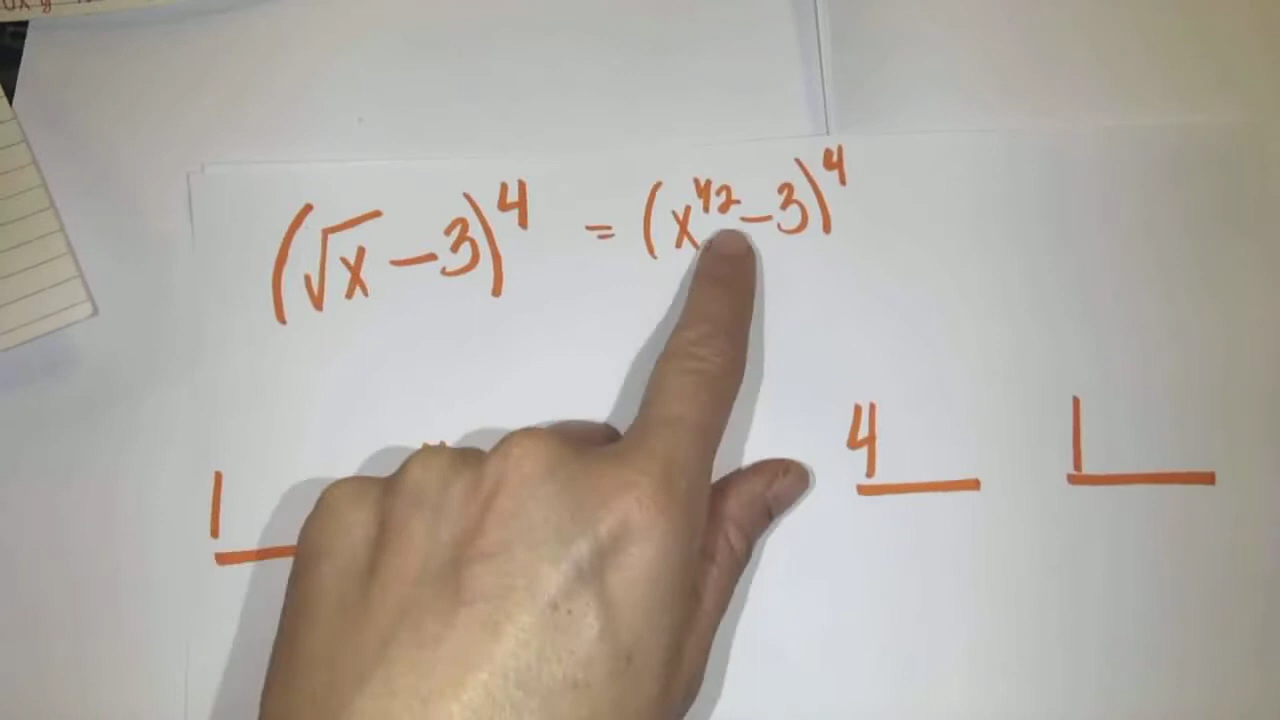 (√x - 3)⁴ = (x^1/2 - 3)⁴
1 4 1